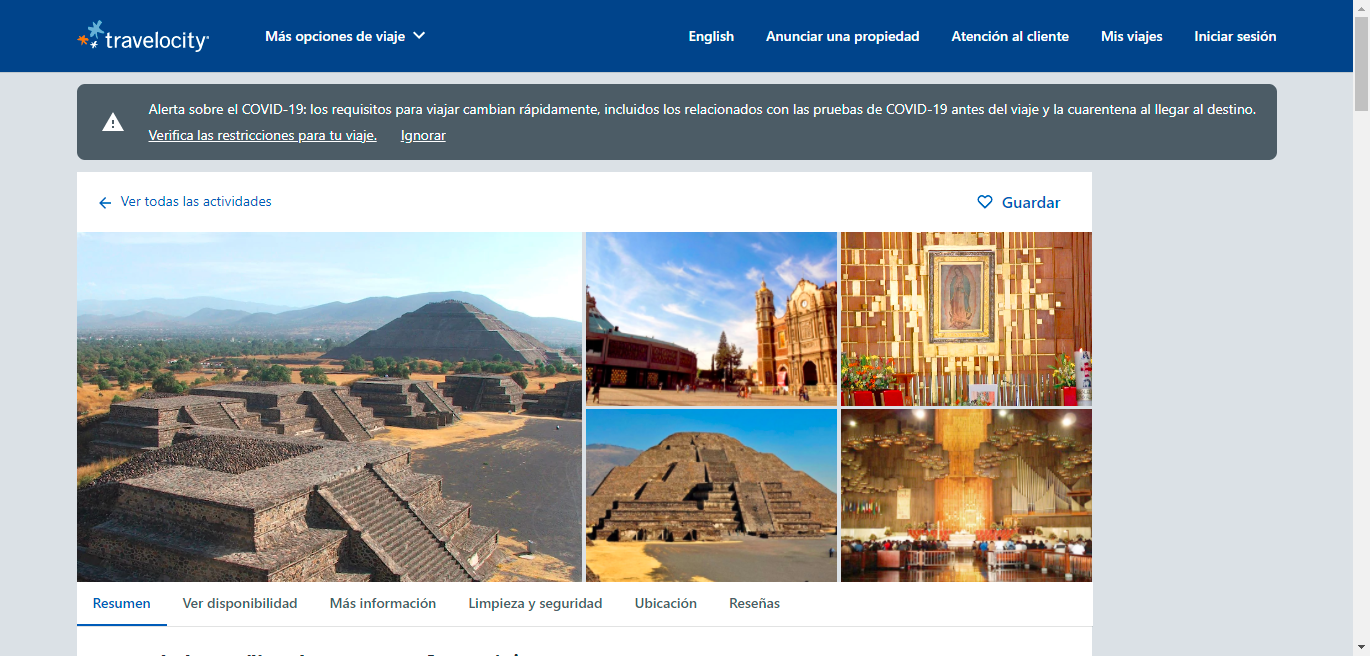 travelocity
Más opciones de viaje
English
Anunciar una propiedad
Atención al cliente
Mis viajes
Iniciar sesión
Alerta sobre el COVID-19: los requisitos para viajar cambian rápidamente, incluidos los relacionados con las pruebas de COVID-19 antes del viaje y la cuarentena al llegar al destino.
Verifica las restricciones para tu viaje. Ignorar
Ver todas las actividades
Guardar
Resumen
Ver disponibilidad
Más información
Limpieza y seguridad
Ubicación
Reseñas